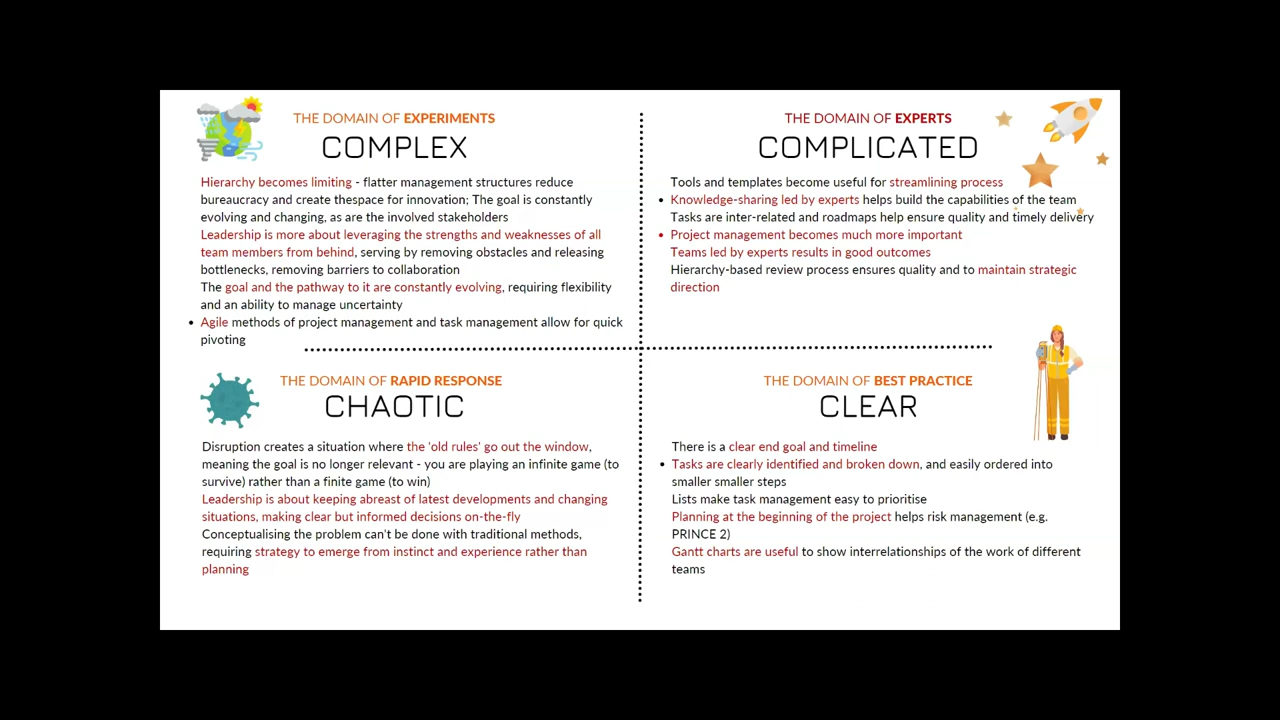 THE DOMAIN OF EXPERIMENTS
COMPLEX
Hierarchy becomes limiting - flatter management structures reduce
bureaucracy and create thespace for innovation; The goal is constantly
evolving and changing, as are the involved stakeholders
Leadership is more about leveraging the strengths and weaknesses of all
team members from behind, serving by removing obstacles and releasing
bottlenecks, removing barriers to collaboration
The goal and the pathway to it are constantly evolving, requiring flexibility
and an ability to manage uncertainty
• Agile methods of project management and task management allow for quick
pivoting
THE DOMAIN OF EXPERTS
COMPLICATED
Tools and templates become useful for streamlining process
• Knowledge-sharing led by experts helps build the capabilities of the team
Tasks are inter-related and roadmaps help ensure quality and timely delivery
• Project management becomes much more important
Teams led by experts results in good outcomes
Hierarchy-based review process ensures quality and to maintain strategic
direction
THE DOMAIN OF RAPID RESPONSE
CHAOTIC
Disruption creates a situation where the 'old rules' go out the window,
meaning the goal is no longer relevant - you are playing an infinite game (to
survive) rather than a finite game (to win)
Leadership is about keeping abreast of latest developments and changing
situations, making clear but informed decisions on-the-fly
Conceptualising the problem can't be done with traditional methods,
requiring strategy to emerge from instinct and experience rather than
planning
THE DOMAIN OF BEST PRACTICE
CLEAR
There is a clear end goal and timeline
• Tasks are clearly identified and broken down, and easily ordered into
smaller smaller steps
Lists make task management easy to prioritise
Planning at the beginning of the project helps risk management (e.g.
PRINCE 2)
Gantt charts are useful to show interrelationships of the work of different
teams